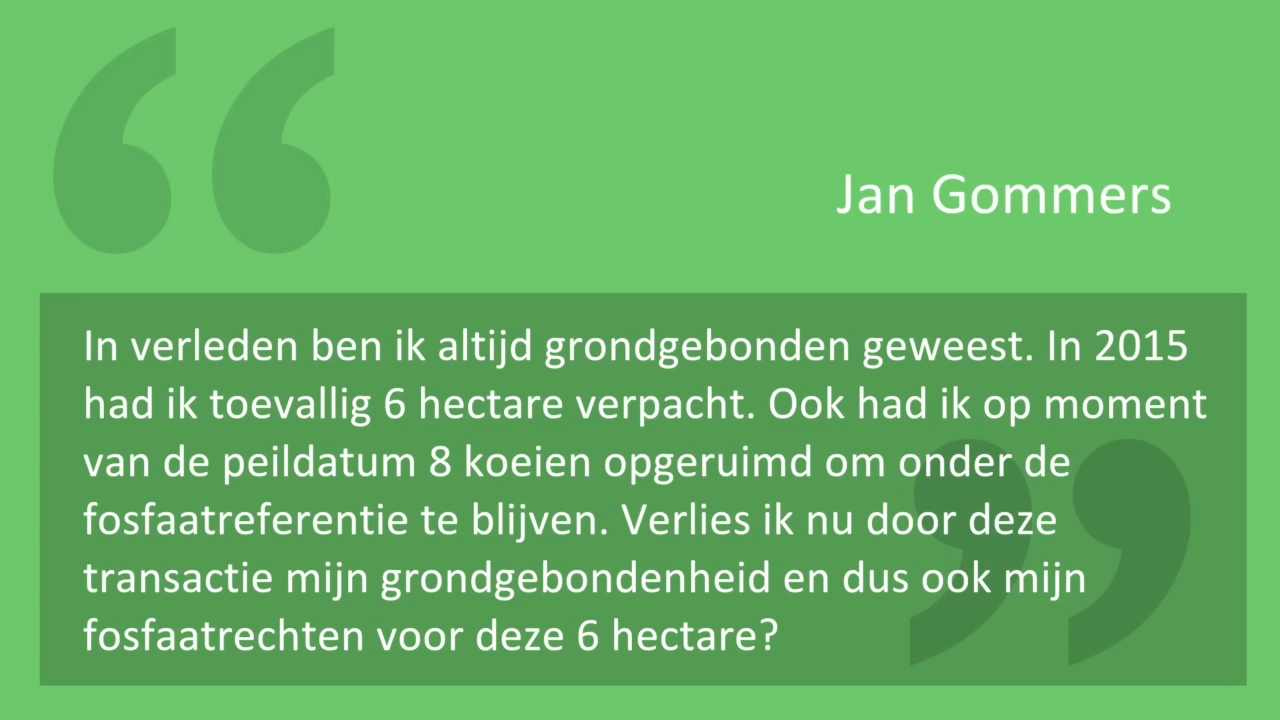 Jan Gommers
In verleden ben ik altijd grondgebonden geweest. In 2015
had ik toevallig 6 hectare verpacht. Ook had ik op moment
van de peildatum 8 koeien opgeruimd om onder de
fosfaatreferentie te blijven. Verlies ik nu door deze
transactie mijn grondgebondenheid en dus ook mijn
fosfaatrechten voor deze 6 hectare?